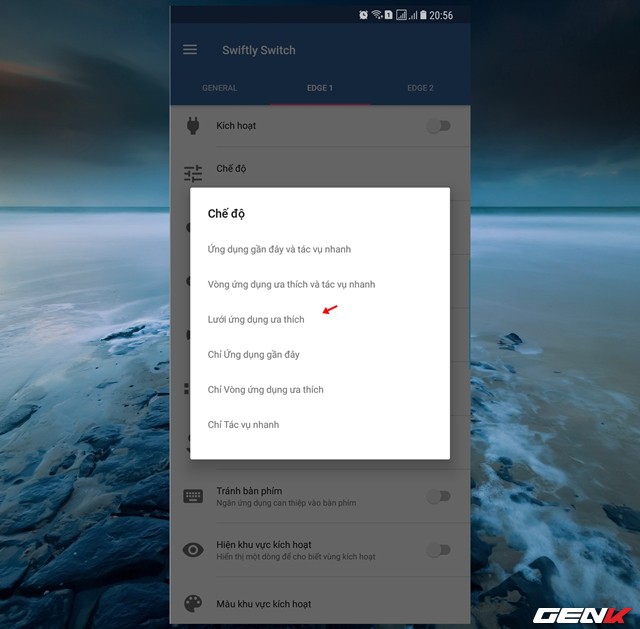 20:56
Swiftly Switch
GENERAL
EDGE 1
EDGE 2
Kích hoạt
Chế độ
Chế độ
Ứng dụng gần đây và tác vụ nhanh
Vòng ứng dụng ưa thích và tác vụ nhanh
Lưới ứng dụng ưa thích
Chỉ Ứng dụng gần đây
Chỉ Vòng ứng dụng ưa thích
Chỉ Tác vụ nhanh
Tránh bàn phím
Ngăn ứng dụng can thiệp vào bàn phím
Hiện khu vực kích hoạt
Hiển thị một dòng để cho biết vùng kích hoạt
Màu khu vực kích hoạt
GENK